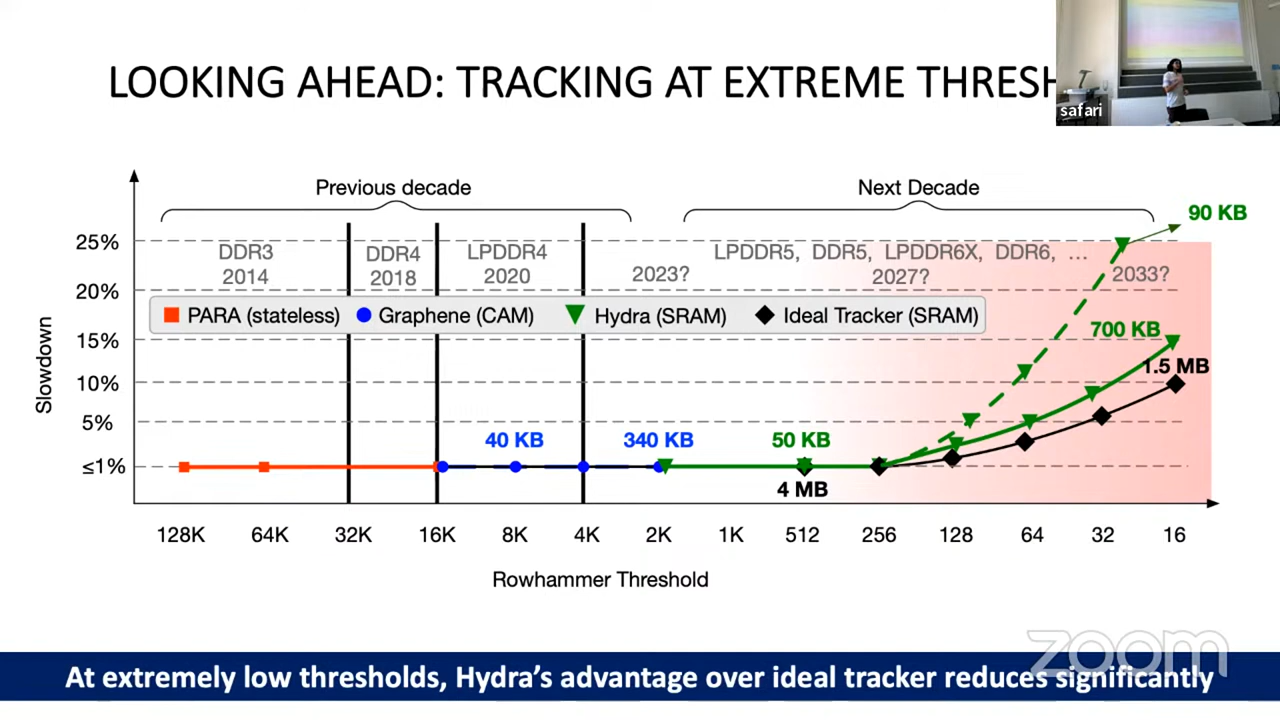 LOOKING AHEAD: TRACKING AT EXTREME THRESH
safari
Previous decade
Next Decade
90 KB
25%
20%
15%
10%
5%
≤1%
Slowdown
DDR3
2014
DDR4
2018
LPDDR4
2020
2023?
LPDDR5, DDR5, LPDDR6X, DDR6, ...
2027?
2033?
PARA (stateless)
Graphene (CAM)
Hydra (SRAM)
Ideal Tracker (SRAM)
700 KB
1.5 MB
40 KB
340 KB
50 KB
4 MB
128K 64K 32K 16K 8K 4K 2K 1K 512 256 128 64 32 16
Rowhammer Threshold
zoom
At extremely low thresholds, Hydra's advantage over ideal tracker reduces significantly